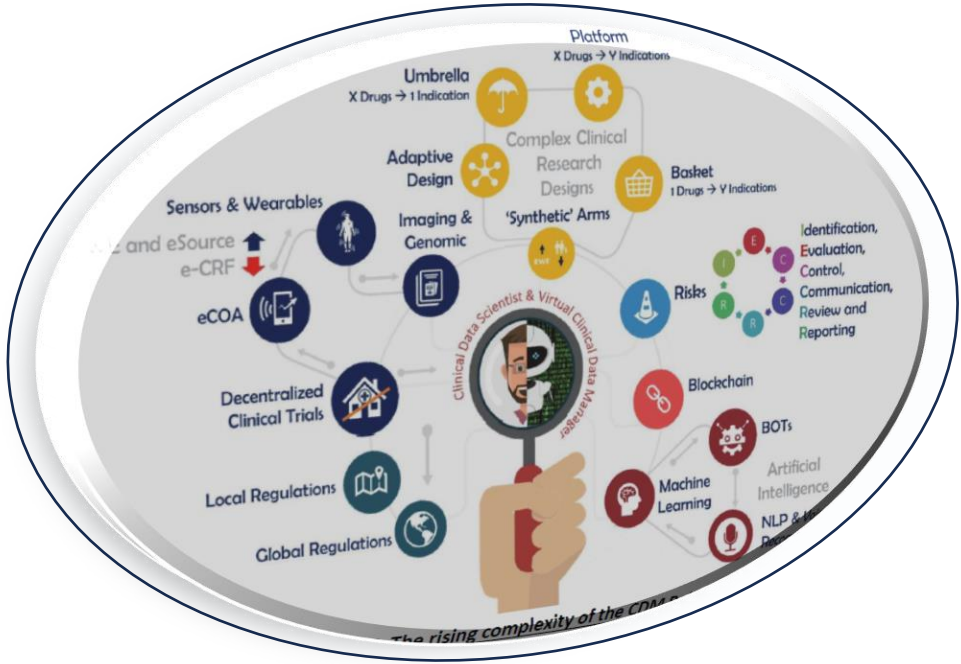 Platform
X Drugs → Y Indications
Umbrella
X Drugs → 1 Indication
Complex Clinical
Research
Designs
Adaptive
Design
Basket
1 Drugs → Y Indications
'Synthetic' Arms
Sensors & Wearables
Imaging &
Genomic
and eSource
e-CRF
eCOA
Risks
E
C
C
R
R
I
Identification,
Evaluation,
Control,
Communication,
Review and
Reporting
Clinical Data Scientist & Virtual Clinical Data Manager
Decentralized
Clinical Trials
Blockchain
BOTs
Artificial
Intelligence
Machine
Learning
NLP &
Local Regulations
Global Regulations
The rising complexity of the CDM